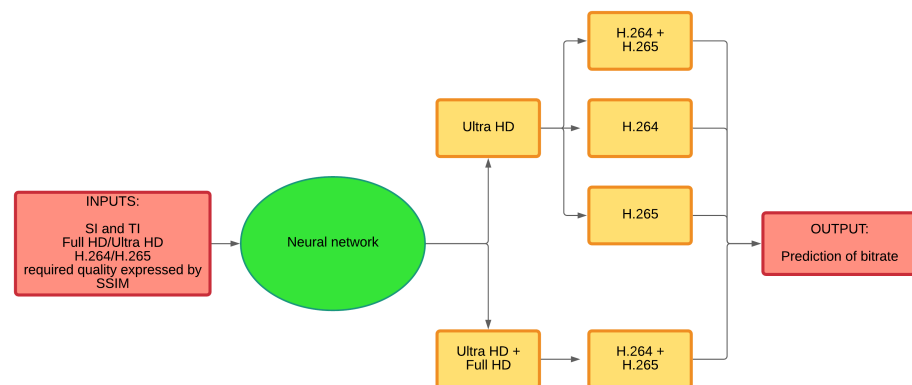 INPUTS:
SI and TI
Full HD/Ultra HD
H.264/H.265
required quality expressed by
SSIM
Neural network
Ultra HD
Ultra HD +
Full HD
H.264 +
H.265
H.264
H.265
H.264 +
H.265
OUTPUT:
Prediction of bitrate